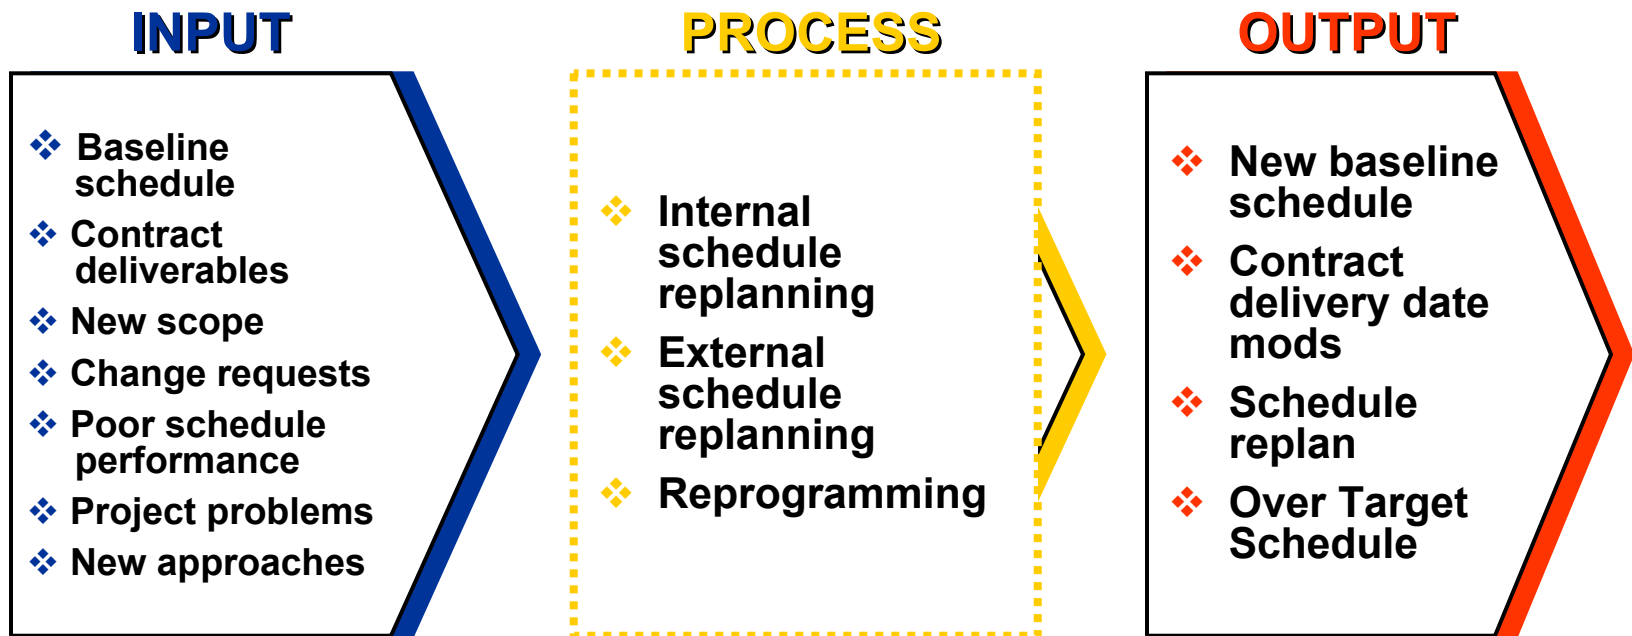 INPUT
Baseline
schedule
Contract
deliverables
New scope
Change requests
Poor schedule
performance
Project problems
New approaches
PROCESS
Internal
schedule
replanning
External
schedule
replanning
Reprogramming
OUTPUT
New baseline
schedule
Contract
delivery date
mods
Schedule
replan
Over Target
Schedule